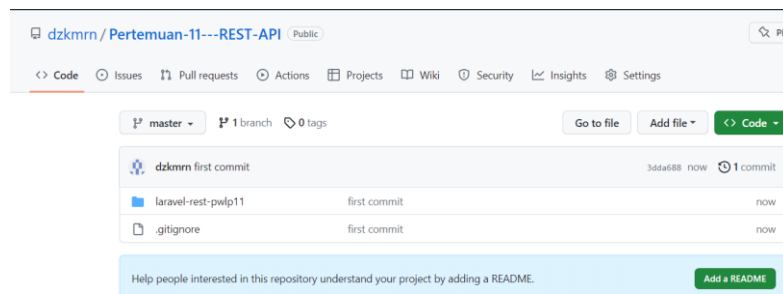 dzkmrn / Pertemuan-11---REST-API Public
<> Code Issues Pull requests Actions Projects Wiki Security Insights Settings
master 1 branch 0 tags Go to file Add file <> Code
dzkmrn first commit 3dda688 now 1 commit
laravel-rest-pwlp11 first commit now
.gitignore first commit now
Help people interested in this repository understand your project by adding a README. Add a README